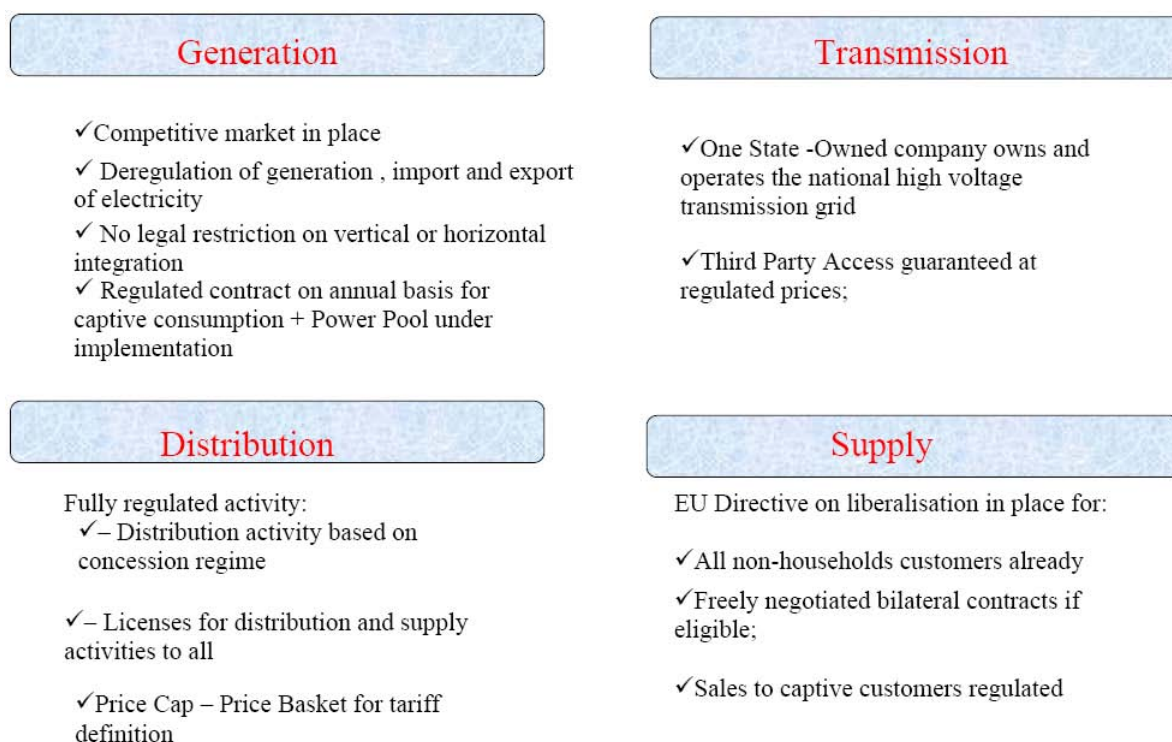 Generation
✓Competitive market in place
✓ Deregulation of generation , import and export
of electricity
✓ No legal restriction on vertical or horizontal
integration
✓ Regulated contract on annual basis for
captive consumption + Power Pool under
implementation
Transmission
✓One State -Owned company owns and
operates the national high voltage
transmission grid
✓Third Party Access guaranteed at
regulated prices;
Distribution
Fully regulated activity:
✓– Distribution activity based on
concession regime
✓– Licenses for distribution and supply
activities to all
✓Price Cap – Price Basket for tariff
definition
Supply
EU Directive on liberalisation in place for:
✓All non-households customers already
✓Freely negotiated bilateral contracts if
eligible;
✓Sales to captive customers regulated